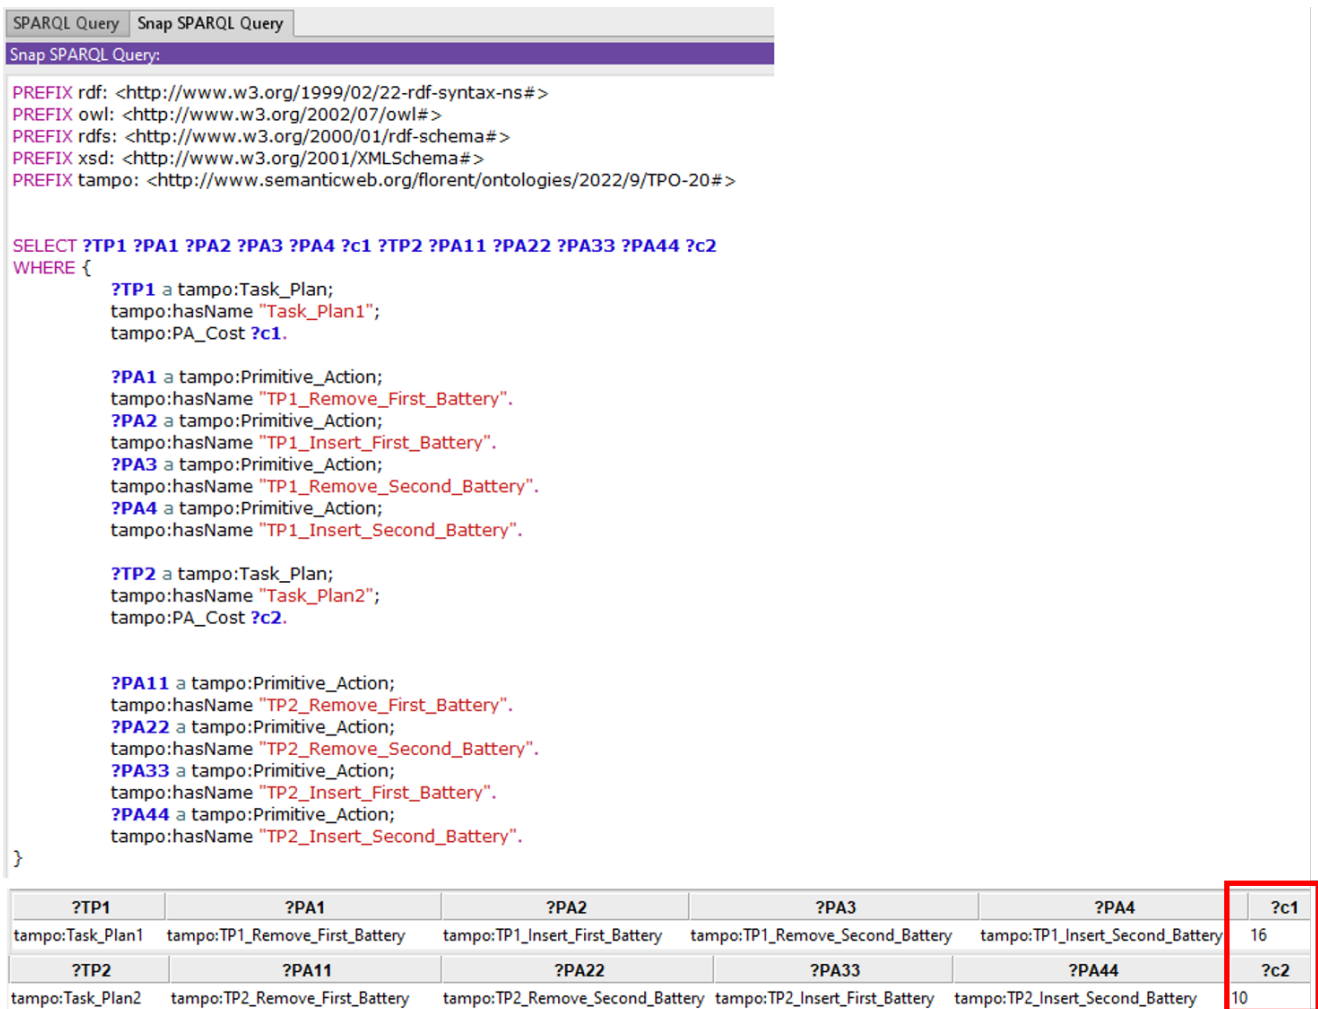 SPARQL Query Snap SPARQL Query
Snap SPARQL Query:
PREFIX rdf: <http://www.w3.org/1999/02/22-rdf-syntax-ns#>
PREFIX owl: <http://www.w3.org/2002/07/owl#>
PREFIX rdfs: <http://www.w3.org/2000/01/rdf-schema#>
PREFIX xsd: <http://www.w3.org/2001/XMLSchema#>
PREFIX tampo: <http://www.semanticweb.org/florent/ontologies/2022/9/TPO-20#>
SELECT ?TP1 ?PA1 ?PA2 ?PA3 ?PA4 ?c1 ?TP2 ?PA11 ?PA22 ?PA33 ?PA44 ?c2
WHERE {
?TP1 a tampo:Task_Plan;
tampo:hasName "Task_Plan1";
tampo:PA_Cost ?c1.
?PA1 a tampo:Primitive_Action;
tampo:hasName "TP1_Remove_First_Battery".
?PA2 a tampo:Primitive_Action;
tampo:hasName "TP1_Insert_First_Battery".
?PA3 a tampo:Primitive_Action;
tampo:hasName "TP1_Remove_Second_Battery".
?PA4 a tampo:Primitive_Action;
tampo:hasName "TP1_Insert_Second_Battery".
?TP2 a tampo:Task_Plan;
tampo:hasName "Task_Plan2";
tampo:PA_Cost ?c2.
?PA11 a tampo:Primitive_Action;
tampo:hasName "TP2_Remove_First_Battery".
?PA22 a tampo:Primitive_Action;
tampo:hasName "TP2_Remove_Second_Battery".
?PA33 a tampo:Primitive_Action;
tampo:hasName "TP2_Insert_First_Battery".
?PA44 a tampo:Primitive_Action;
tampo:hasName "TP2_Insert_Second_Battery".
}
?TP1 ?PA1 ?PA2 ?PA3 ?PA4 ?c1
tampo:Task_Plan1 tampo:TP1_Remove_First_Battery tampo:TP1_Insert_First_Battery tampo:TP1_Remove_Second_Battery tampo:TP1_Insert_Second_Battery 16
?TP2 ?PA11 ?PA22 ?PA33 ?PA44 ?c2
tampo:Task_Plan2 tampo:TP2_Remove_First_Battery tampo:TP2_Remove_Second_Battery tampo:TP2_Insert_First_Battery tampo:TP2_Insert_Second_Battery 10